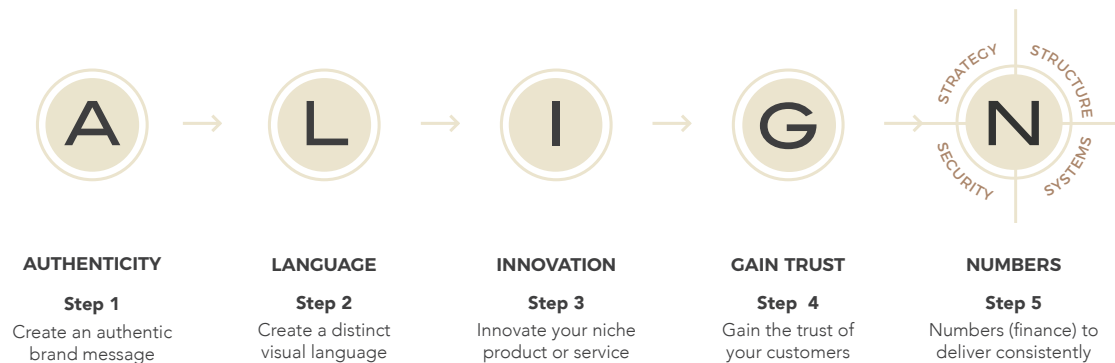 A
L
I
G
N
STRATEGY
STRUCTURE
SECURITY
SYSTEMS
AUTHENTICITY
Step 1
Create an authentic
brand message
LANGUAGE
Step 2
Create a distinct
visual language
INNOVATION
Step 3
Innovate your niche
product or service
GAIN TRUST
Step 4
Gain the trust of
your customers
NUMBERS
Step 5
Numbers (finance) to
deliver consistently